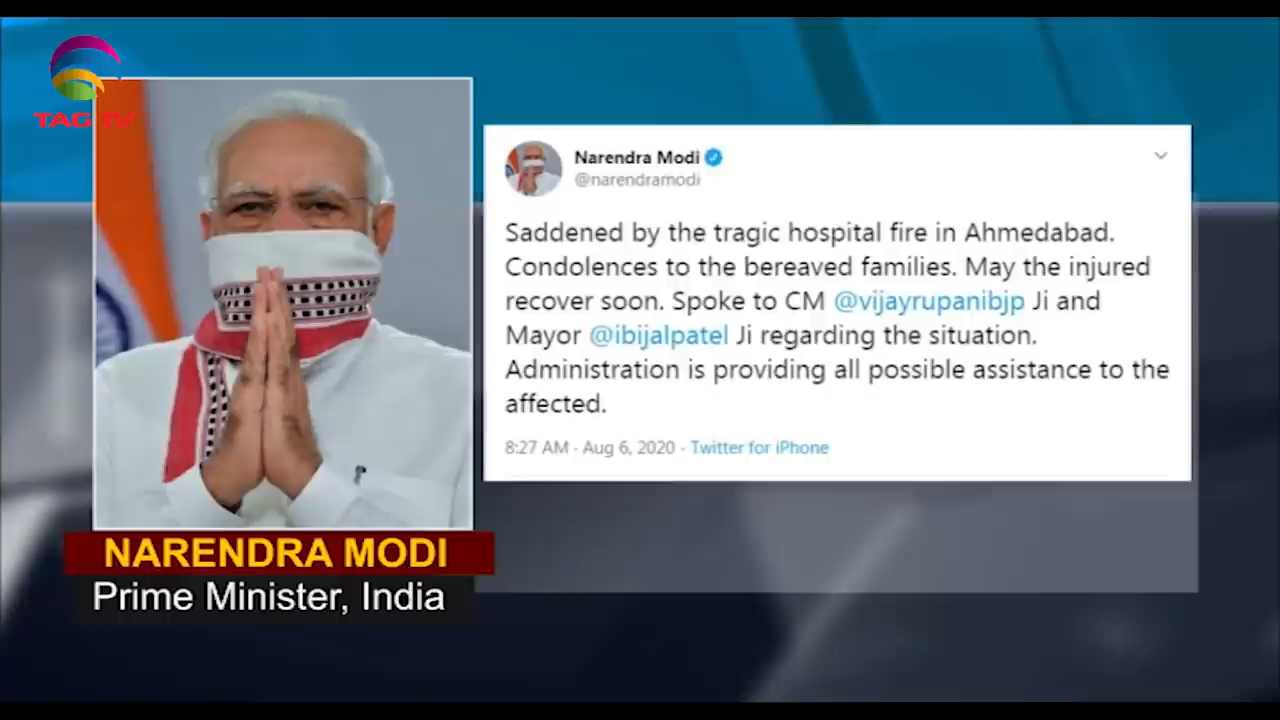 TAG TV
Narendra Modi
@narendramodi
Saddened by the tragic hospital fire in Ahmedabad.
Condolences to the bereaved families. May the injured
recover soon. Spoke to CM @vijayrupanibjp Ji and
Mayor @ibijalpatel Ji regarding the situation.
Administration is providing all possible assistance to the
affected.
8:27 AM · Aug 6, 2020 · Twitter for iPhone
NARENDRA MODI
Prime Minister, India